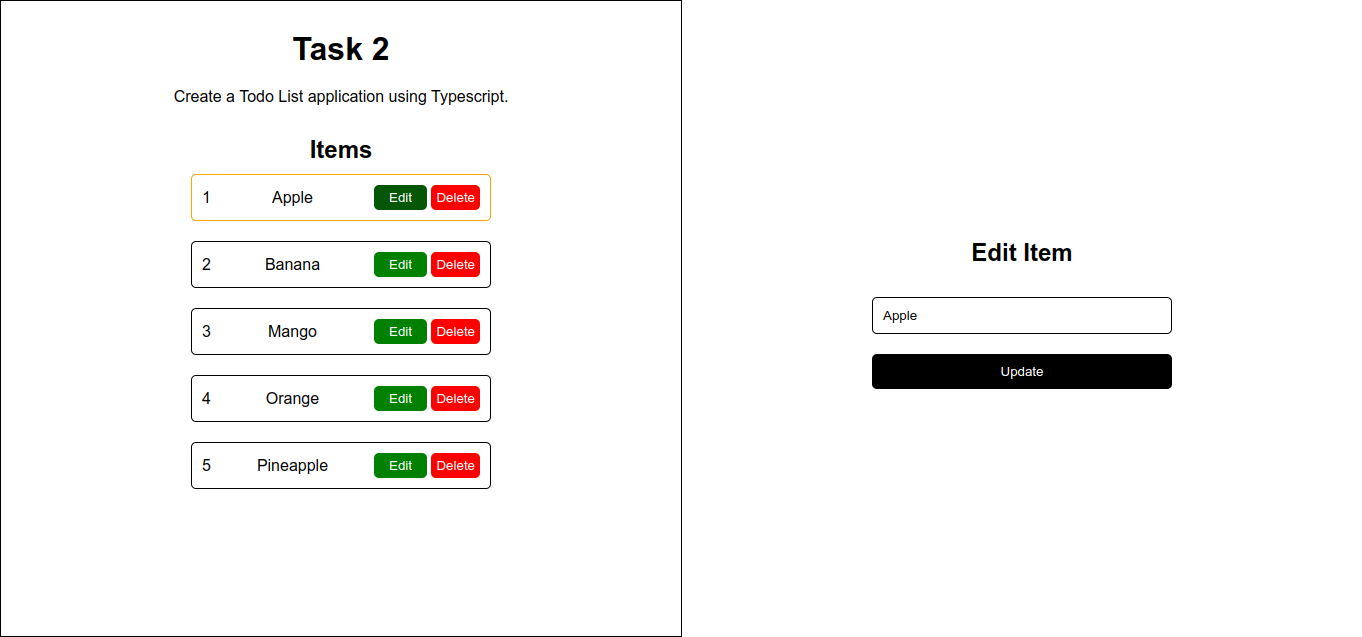 Task 2
Create a Todo List application using Typescript.
Items
1 Apple Edit Delete
2 Banana Edit Delete
3 Mango Edit Delete
4 Orange Edit Delete
5 Pineapple Edit Delete
Edit Item
Apple
Update